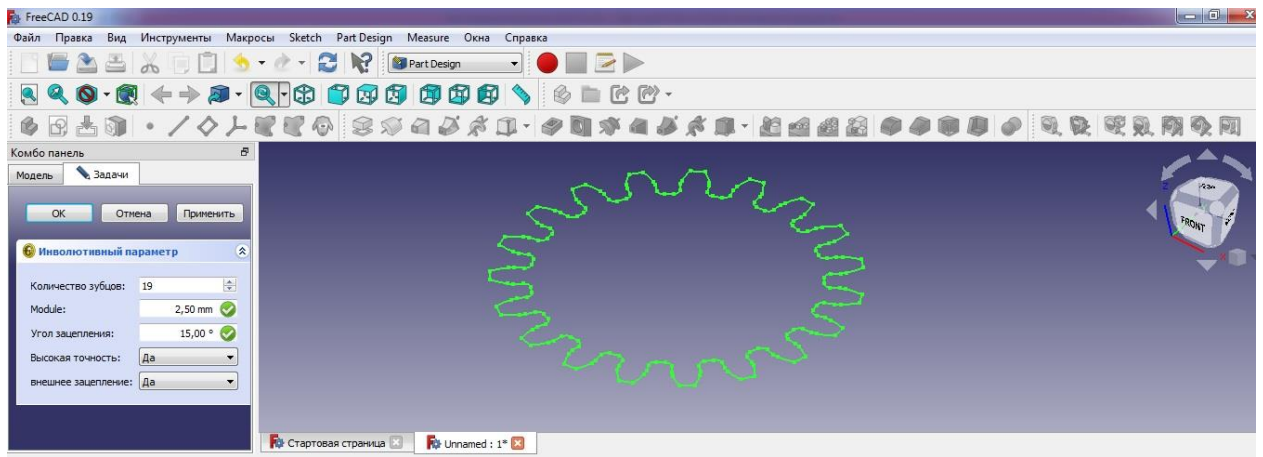 FreeCAD 0.19
Файл Правка Вид Инструменты Макросы Sketch Part Design Measure Окна Справка
Part Design
Комбо панель
Модель Задачи
OK Отмена Применить
Инволютивный параметр
Количество зубцов: 19
Module: 2,50 mm
Угол зацепления: 15,00 °
Высокая точность: Да
внешнее зацепление: Да
Z
FRONT
X
Стартовая страница Unnamed : 1*